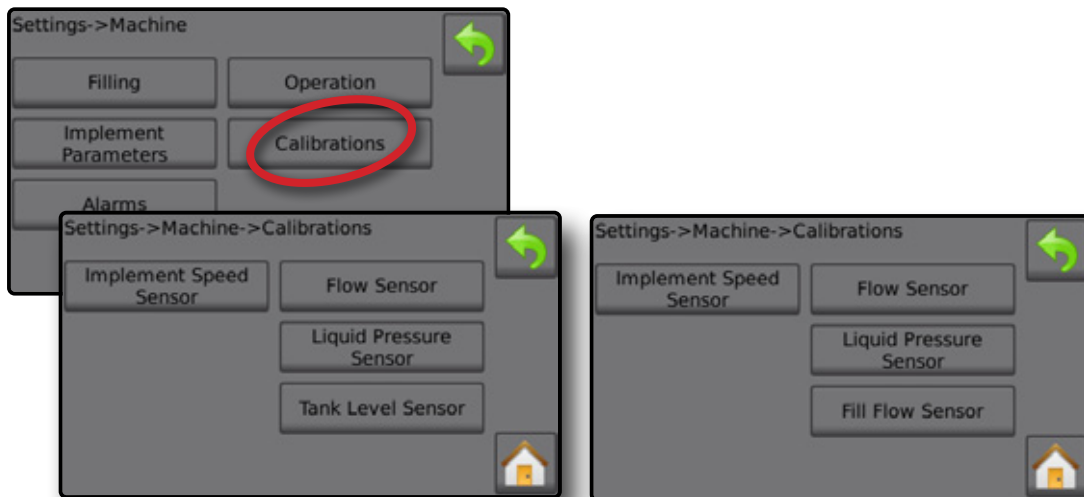 Settings->Machine
Filling
Operation
Implement
Parameters
Calibrations
Alarms
Settings->Machine->Calibrations
Implement Speed
Sensor
Flow Sensor
Liquid Pressure
Sensor
Tank Level Sensor
Settings->Machine->Calibrations
Implement Speed
Sensor
Flow Sensor
Liquid Pressure
Sensor
Fill Flow Sensor